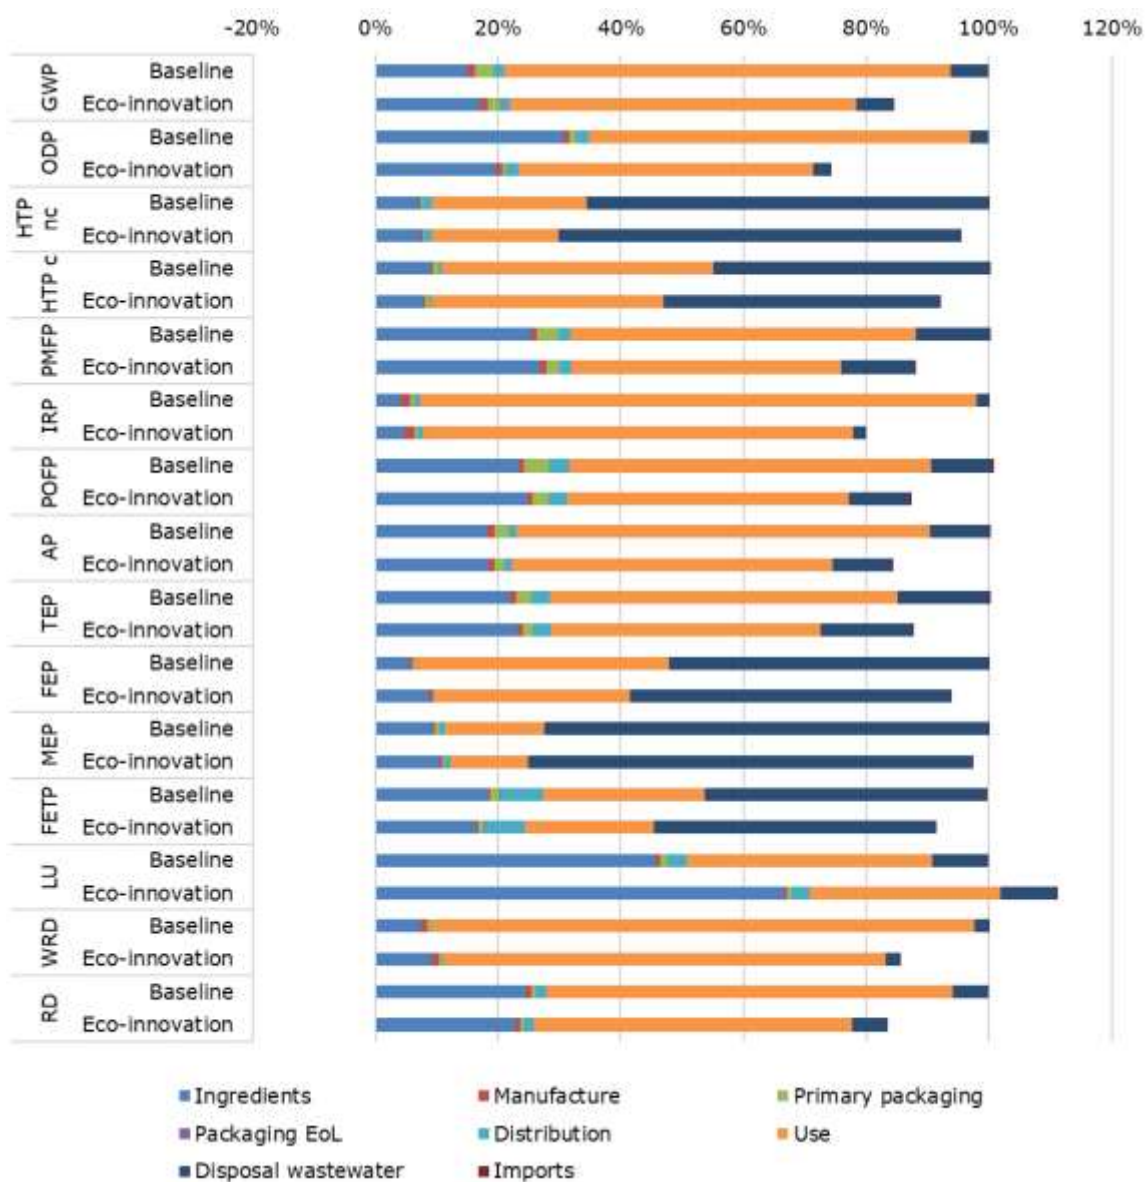 -20% 0% 20% 40% 60% 80% 100% 120%
GWP
Baseline
Eco-innovation
ODP
Baseline
Eco-innovation
HTP nc
Baseline
Eco-innovation
HTP c
Baseline
Eco-innovation
PMFP
Baseline
Eco-innovation
IRP
Baseline
Eco-innovation
POFP
Baseline
Eco-innovation
AP
Baseline
Eco-innovation
TEP
Baseline
Eco-innovation
FEP
Baseline
Eco-innovation
MEP
Baseline
Eco-innovation
FETP
Baseline
Eco-innovation
LU
Baseline
Eco-innovation
WRD
Baseline
Eco-innovation
RD
Baseline
Eco-innovation
Ingredients Manufacture Primary packaging
Packaging EoL Distribution Use
Disposal wastewater Imports